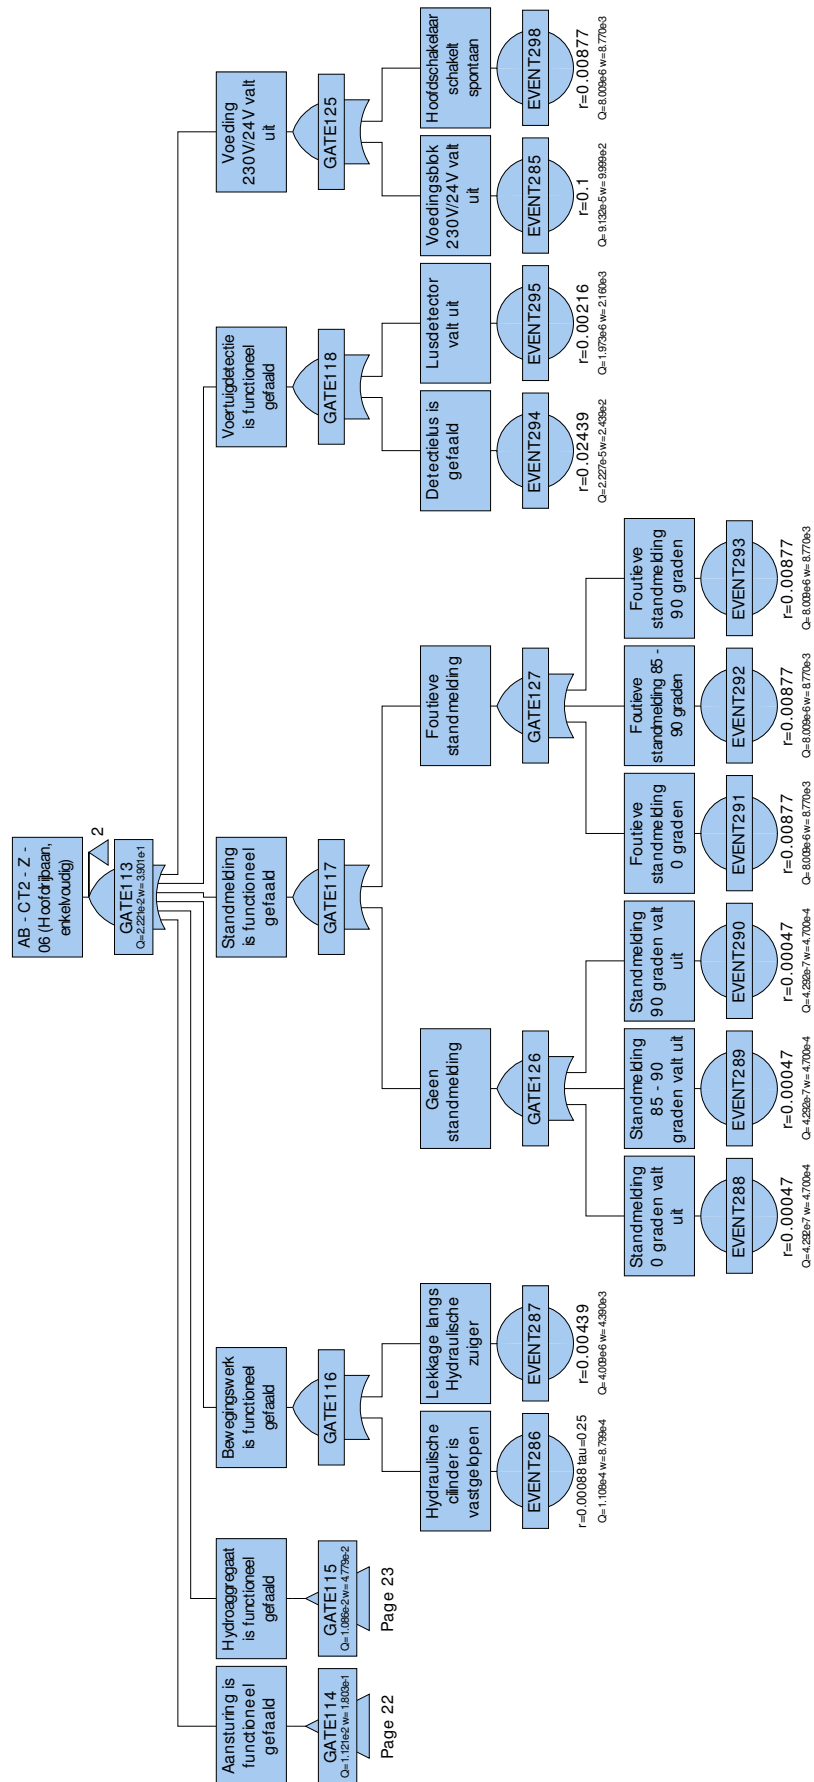 AB - CT2 - Z -
06 (Hoofdrijbaan,
enkelvoudig)
GATE113
Q=2.221e-2 w=3.901e-1
2
Aansturing is
functioneel
gefaald
GATE114
Q=1.121e-2 w=1.803e-1
Page 22
Hydroaggregaat
is functioneel
gefaald
GATE115
Q=1.086e-2 w=4.779e-2
Page 23
Bewegingswerk
is functioneel
gefaald
GATE116
Standmelding
is functioneel
gefaald
GATE117
Voertuigdetectie
is functioneel
gefaald
GATE118
Voeding
230V/24V valt
uit
GATE125
Hydraulische
cilinder is
vastgelopen
EVENT286
r=0.00088 tau=0.25
Q=1.108e-4 w=8.799e-4
Lekkage langs
Hydraulische
zuiger
EVENT287
r=0.00439
Q=4.009e-6 w=4.390e-3
Geen
standmelding
GATE126
Foutieve
standmelding
GATE127
Detectielus is
gefaald
EVENT294
r=0.02439
Q=2.227e-5 w=2.439e-2
Lusdetector
valt uit
EVENT295
r=0.00216
Q=1.973e-6 w=2.160e-3
Voedingsblok
230V/24V valt
uit
EVENT285
r=0.1
Q=9.132e-5 w=9.999e-2
Hoofdschakelaar
schakelt
spontaan
EVENT298
r=0.00877
Q=8.009e-6 w=8.770e-3
Standmelding
0 graden valt
uit
EVENT288
r=0.00047
Q=4.292e-7 w=4.700e-4
Standmelding
85 - 90
graden valt uit
EVENT289
r=0.00047
Q=4.292e-7 w=4.700e-4
Standmelding
90 graden valt
uit
EVENT290
r=0.00047
Q=4.292e-7 w=4.700e-4
Foutieve
standmelding
0 graden
EVENT291
r=0.00877
Q=8.009e-6 w=8.770e-3
Foutieve
standmelding 85 -
90 graden
EVENT292
r=0.00877
Q=8.009e-6 w=8.770e-3
Foutieve
standmelding
90 graden
EVENT293
r=0.00877
Q=8.009e-6 w=8.770e-3